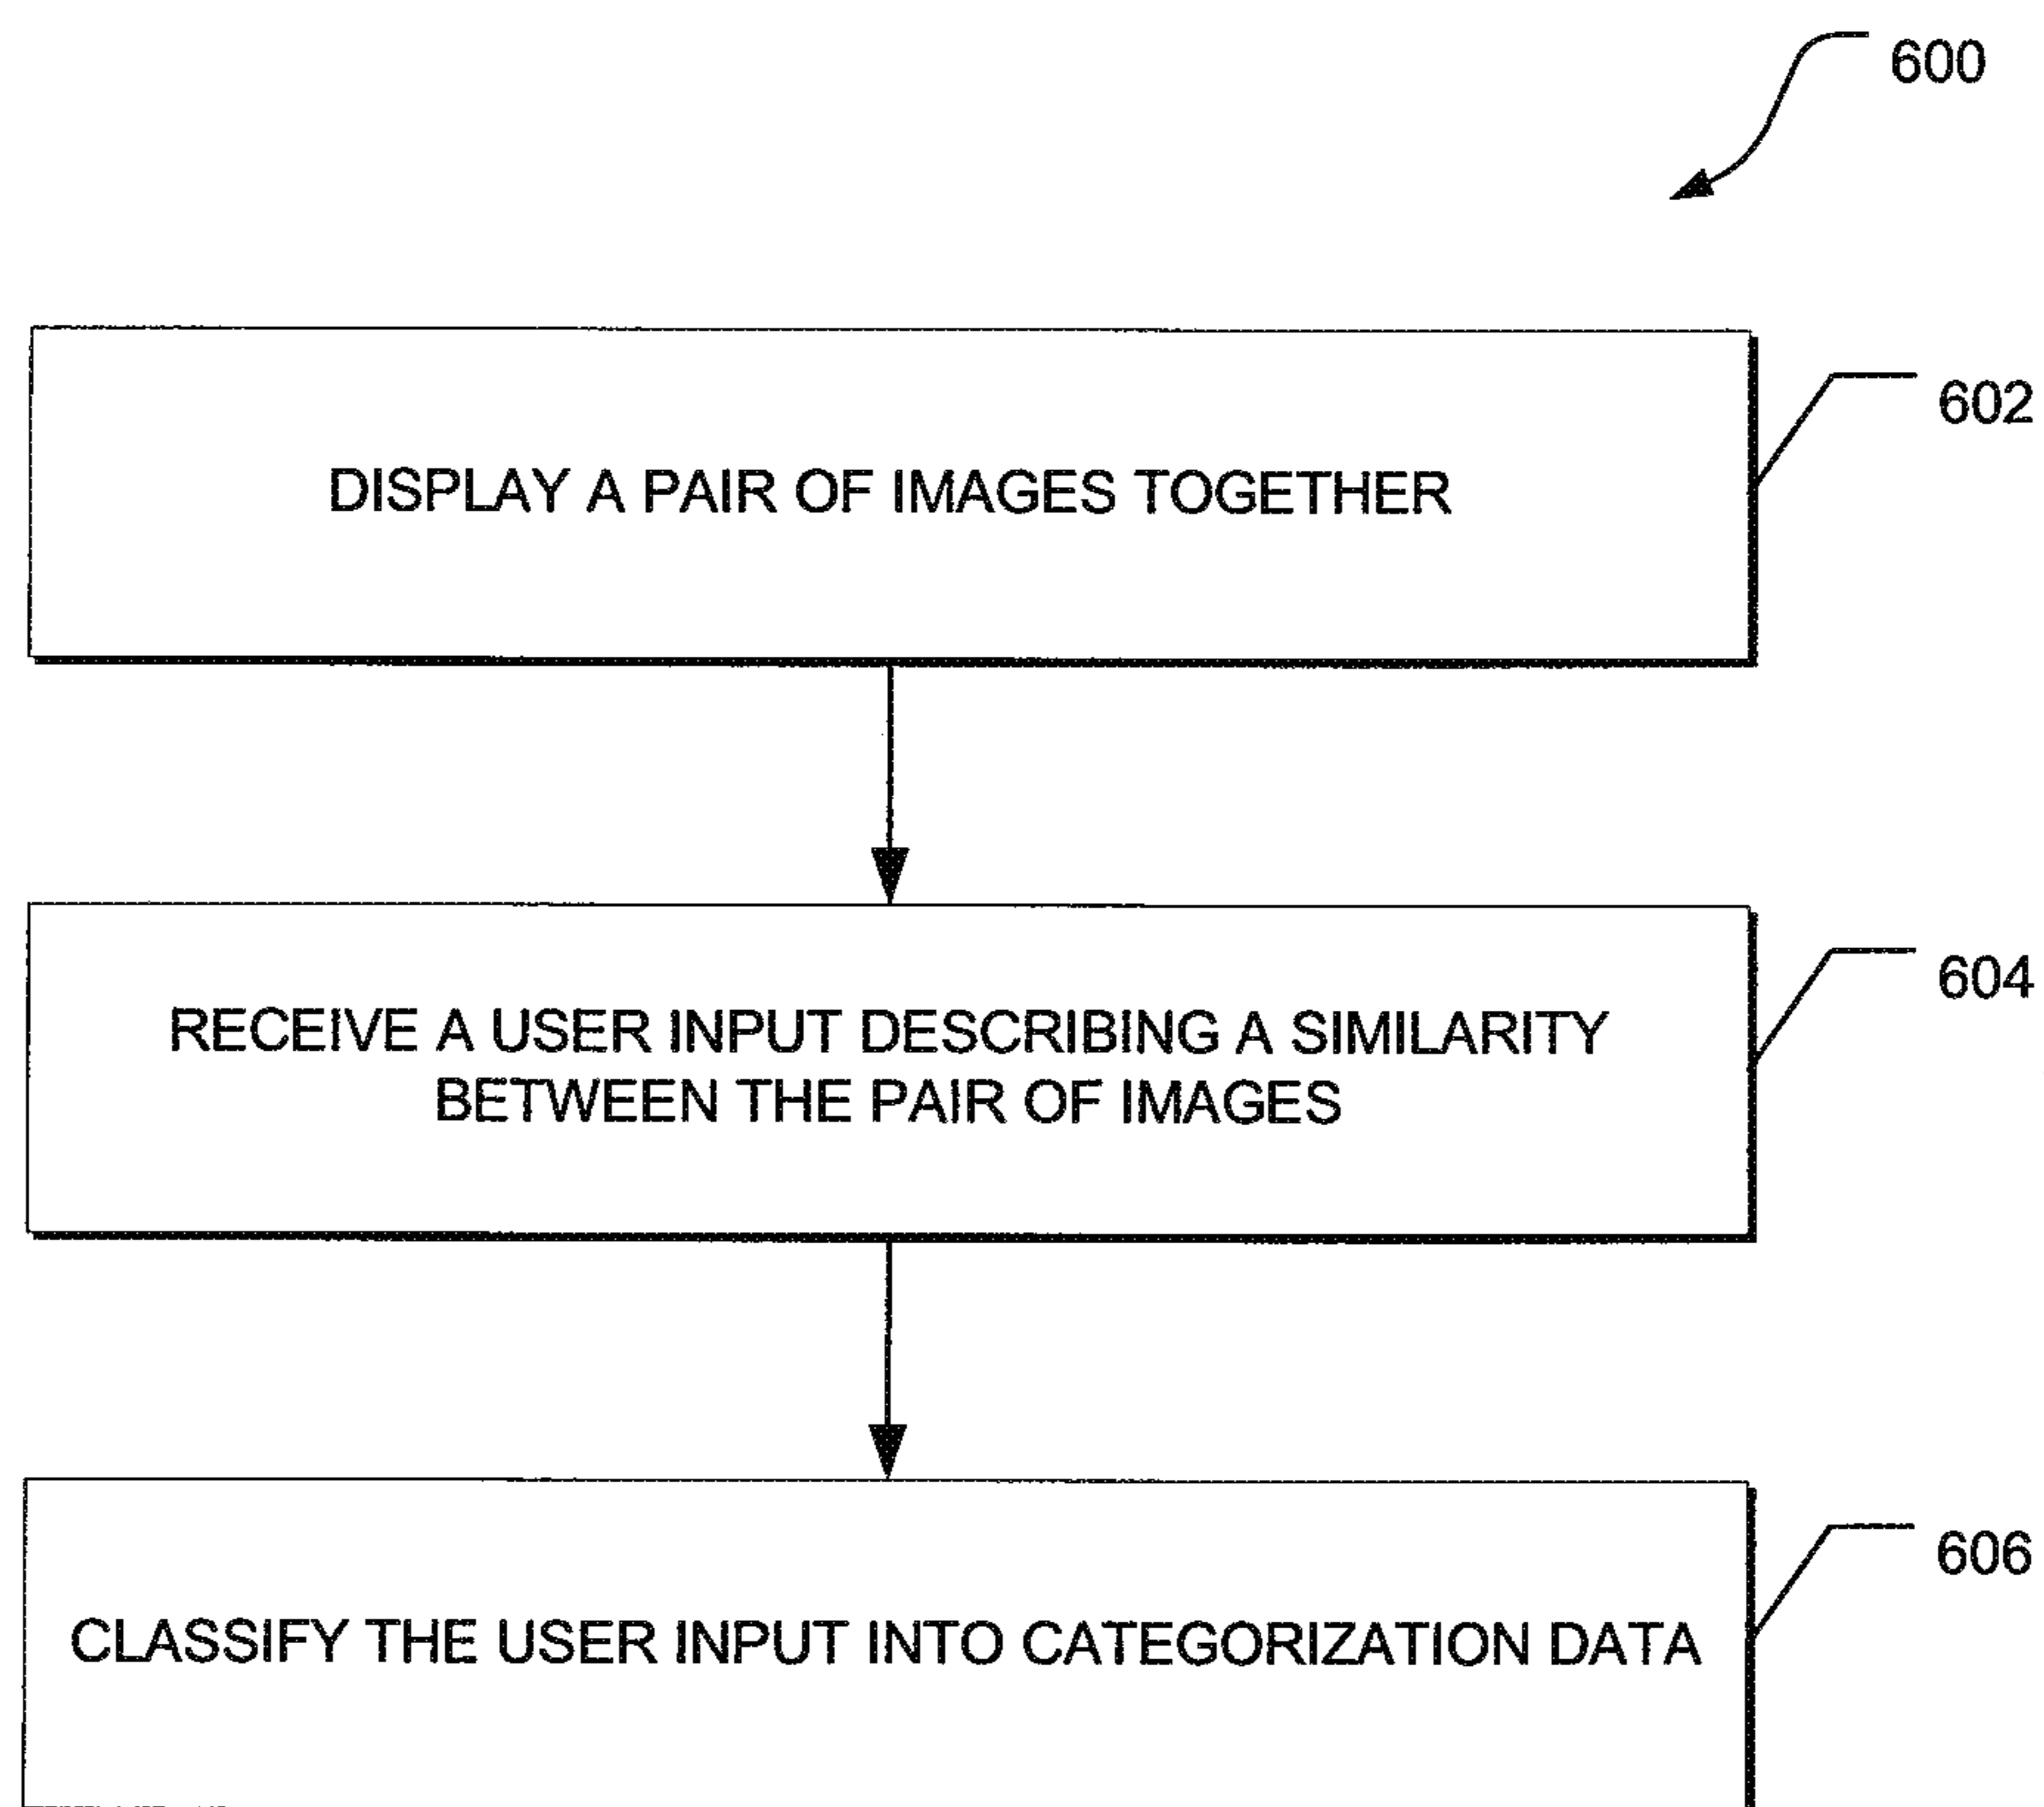 600
602
DISPLAY A PAIR OF IMAGES TOGETHER
604
RECEIVE A USER INPUT DESCRIBING A SIMILARITY
BETWEEN THE PAIR OF IMAGES
606
CLASSIFY THE USER INPUT INTO CATEGORIZATION DATA